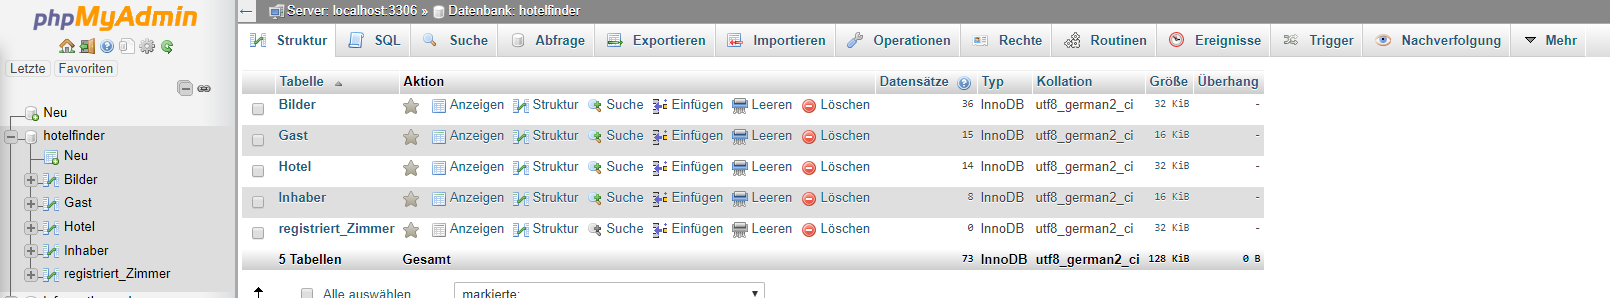 phpMyAdmin
Letzte Favoriten
Neu
hotelfinder
Neu
Bilder
Gast
Hotel
Inhaber
registriert_Zimmer
Server: localhost:3306 » Datenbank: hotelfinder
Struktur SQL Suche Abfrage Exportieren Importieren Operationen Rechte Routinen Ereignisse Trigger Nachverfolgung Mehr
Tabelle Aktion Datensätze Typ Kollation Größe Überhang
Bilder Anzeigen Struktur Suche Einfügen Leeren Löschen 36 InnoDB utf8_german2_ci 32 KiB -
Gast Anzeigen Struktur Suche Einfügen Leeren Löschen 15 InnoDB utf8_german2_ci 16 KiB -
Hotel Anzeigen Struktur Suche Einfügen Leeren Löschen 14 InnoDB utf8_german2_ci 32 KiB -
Inhaber Anzeigen Struktur Suche Einfügen Leeren Löschen 8 InnoDB utf8_german2_ci 16 KiB -
registriert_Zimmer Anzeigen Struktur Suche Einfügen Leeren Löschen 0 InnoDB utf8_german2_ci 32 KiB -
5 Tabellen Gesamt 73 InnoDB utf8_german2_ci 128 KiB 0 B
Alle auswählen markierte: